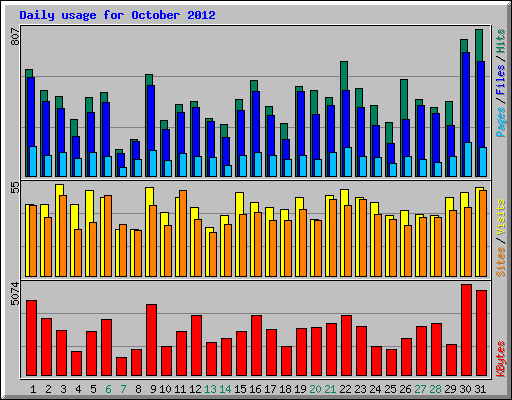 Daily usage for October 2012
807
Pages / Files / Hits
55
Sites / Visits
5074
KBytes
1 2 3 4 5 6 7 8 9 10 11 12 13 14 15 16 17 18 19 20 21 22 23 24 25 26 27 28 29 30 31